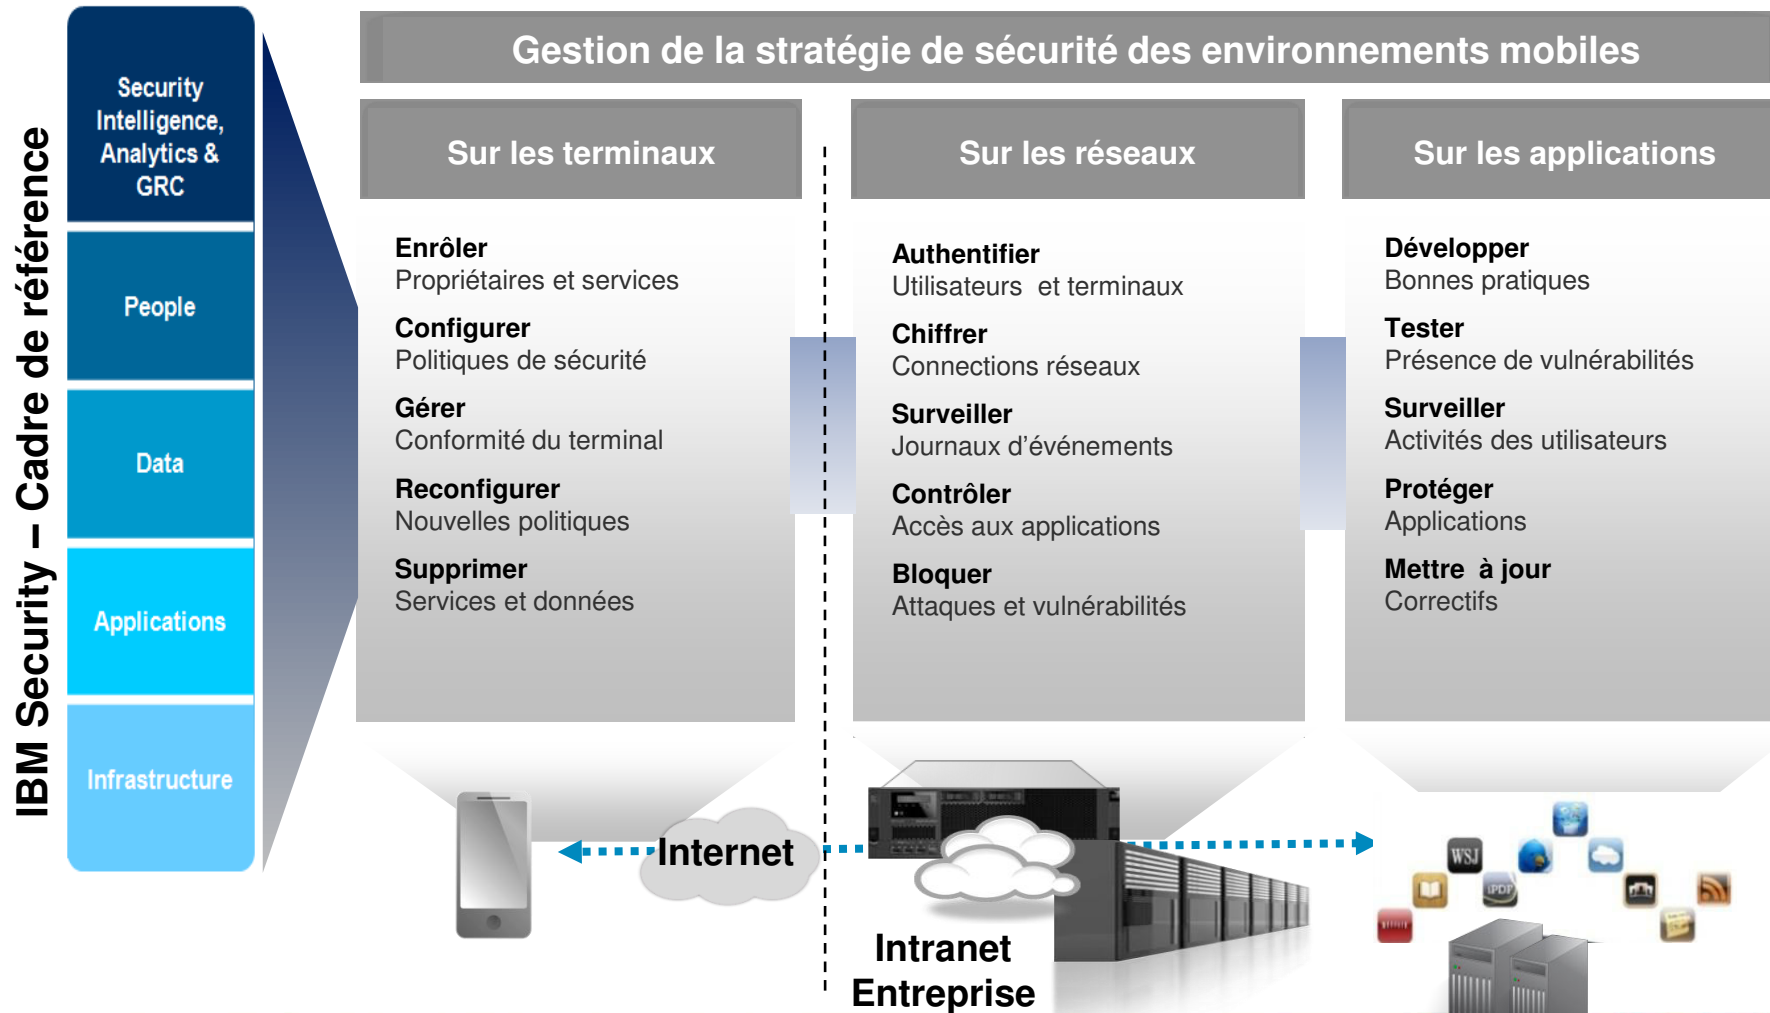 IBM Security – Cadre de référence
Security
Intelligence,
Analytics &
GRC
People
Data
Applications
Infrastructure
Gestion de la stratégie de sécurité des environnements mobiles
Sur les terminaux
Enrôler
Propriétaires et services
Configurer
Politiques de sécurité
Gérer
Conformité du terminal
Reconfigurer
Nouvelles politiques
Supprimer
Services et données
Sur les réseaux
Authentifier
Utilisateurs et terminaux
Chiffrer
Connections réseaux
Surveiller
Journaux d'événements
Contrôler
Accès aux applications
Bloquer
Attaques et vulnérabilités
Sur les applications
Développer
Bonnes pratiques
Tester
Présence de vulnérabilités
Surveiller
Activités des utilisateurs
Protéger
Applications
Mettre à jour
Correctifs
Internet
Intranet
Entreprise
WSJ
iPDF